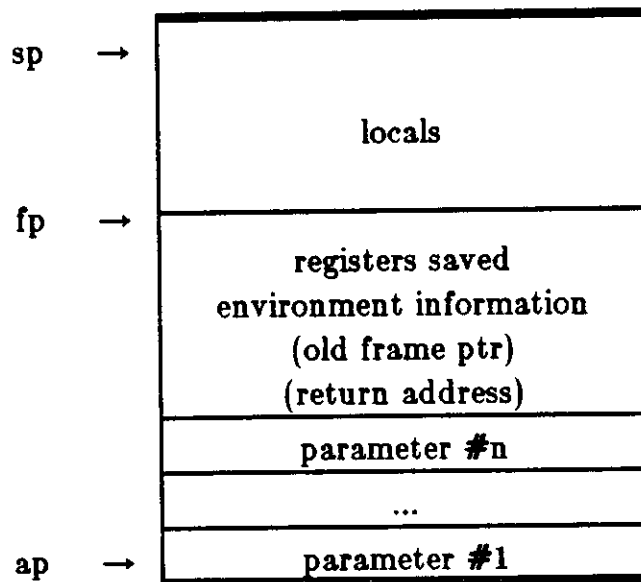 sp →
locals
fp →
registers saved
environment information
(old frame ptr)
(return address)
parameter #n
...
ap → parameter #1